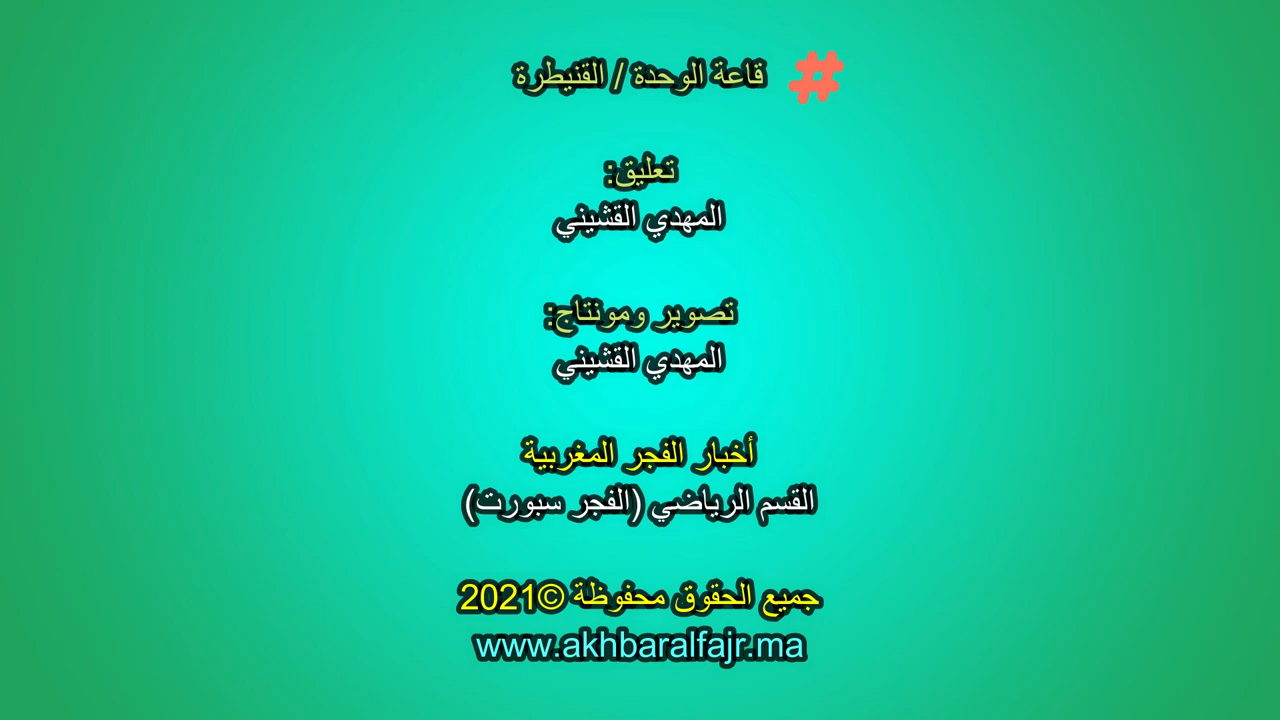 # قاعة الوحدة / القنيطرة
تعليق:
المهدي القشيني
تصوير ومونتاج:
المهدي القشيني
أخبار الفجر المغربية
القسم الرياضي (الفجر سبورت)
جميع الحقوق محفوظة ©2021
www.akhbaralfajr.ma